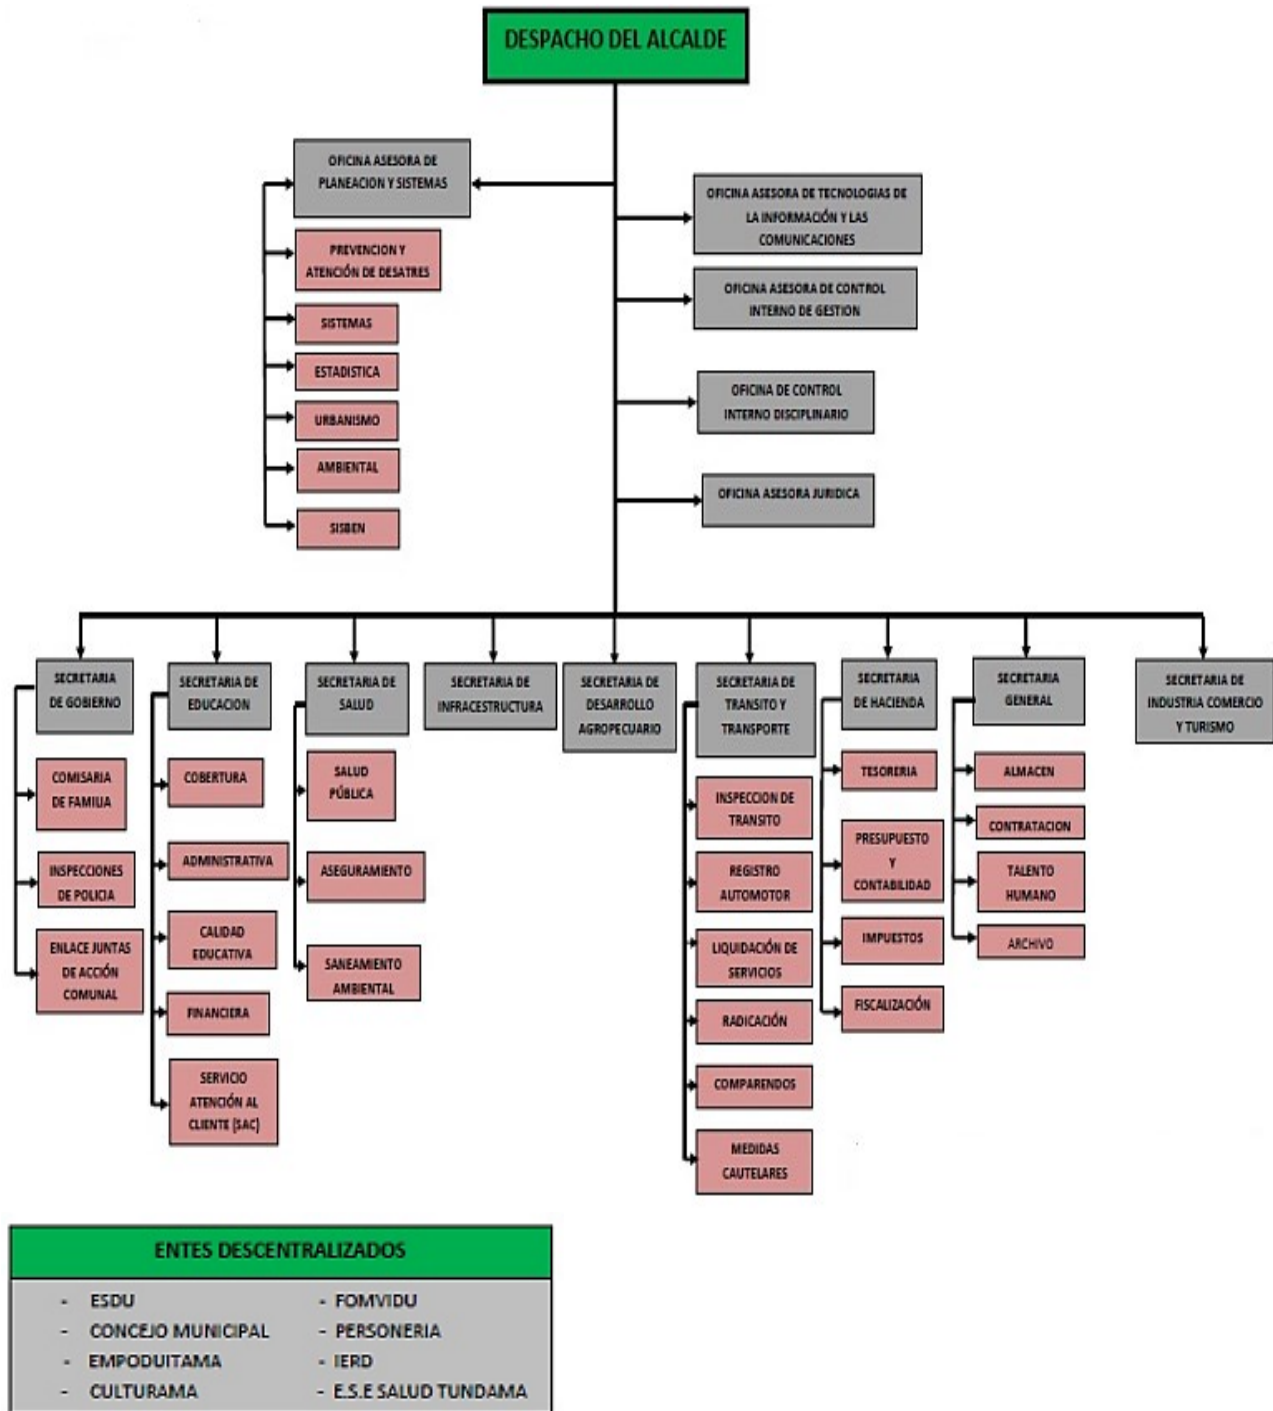 DESPACHO DEL ALCALDE
OFICINA ASESORA DE
PLANEACION Y SISTEMAS
PREVENCION Y
ATENCIÓN DE DESATRES
SISTEMAS
ESTADISTICA
URBANISMO
AMBIENTAL
SISBEN
OFICINA ASESORA DE TECNOLOGIAS DE
LA INFORMACIÓN Y LAS
COMUNICACIONES
OFICINA ASESORA DE CONTROL
INTERNO DE GESTION
OFICINA DE CONTROL
INTERNO DISCIPLINARIO
OFICINA ASESORA JURIDICA
SECRETARIA
DE GOBIERNO
COMISARIA
DE FAMILIA
INSPECCIONES
DE POLICIA
ENLACE JUNTAS
DE ACCIÓN
COMUNAL
SECRETARIA DE
EDUCACION
COBERTURA
ADMINISTRATIVA
CALIDAD
EDUCATIVA
FINANCIERA
SERVICIO
ATENCIÓN AL
CLIENTE (SAC)
SECRETARIA DE
SALUD
SALUD
PÚBLICA
ASEGURAMIENTO
SANEAMIENTO
AMBIENTAL
SECRETARIA DE
INFRACESTRUCTURA
SECRETARIA DE
DESARROLLO
AGROPECUARIO
SECRETARIA DE
TRANSITO Y
TRANSPORTE
INSPECCION DE
TRANSITO
REGISTRO
AUTOMOTOR
LIQUIDACIÓN DE
SERVICIOS
RADICACIÓN
COMPARENDOS
MEDIDAS
CAUTELARES
SECRETARIA
DE HACIENDA
TESORERIA
PRESUPUESTO
Y
CONTABILIDAD
IMPUESTOS
FISCALIZACIÓN
SECRETARIA
GENERAL
ALMACEN
CONTRATACION
TALENTO
HUMANO
ARCHIVO
SECRETARIA DE
INDUSTRIA COMERCIO
Y TURISMO
ENTES DESCENTRALIZADOS
- ESDU - FOMVIDU
- CONCEJO MUNICIPAL - PERSONERIA
- EMPODUITAMA - IERD
- CULTURAMA - E.S.E SALUD TUNDAMA